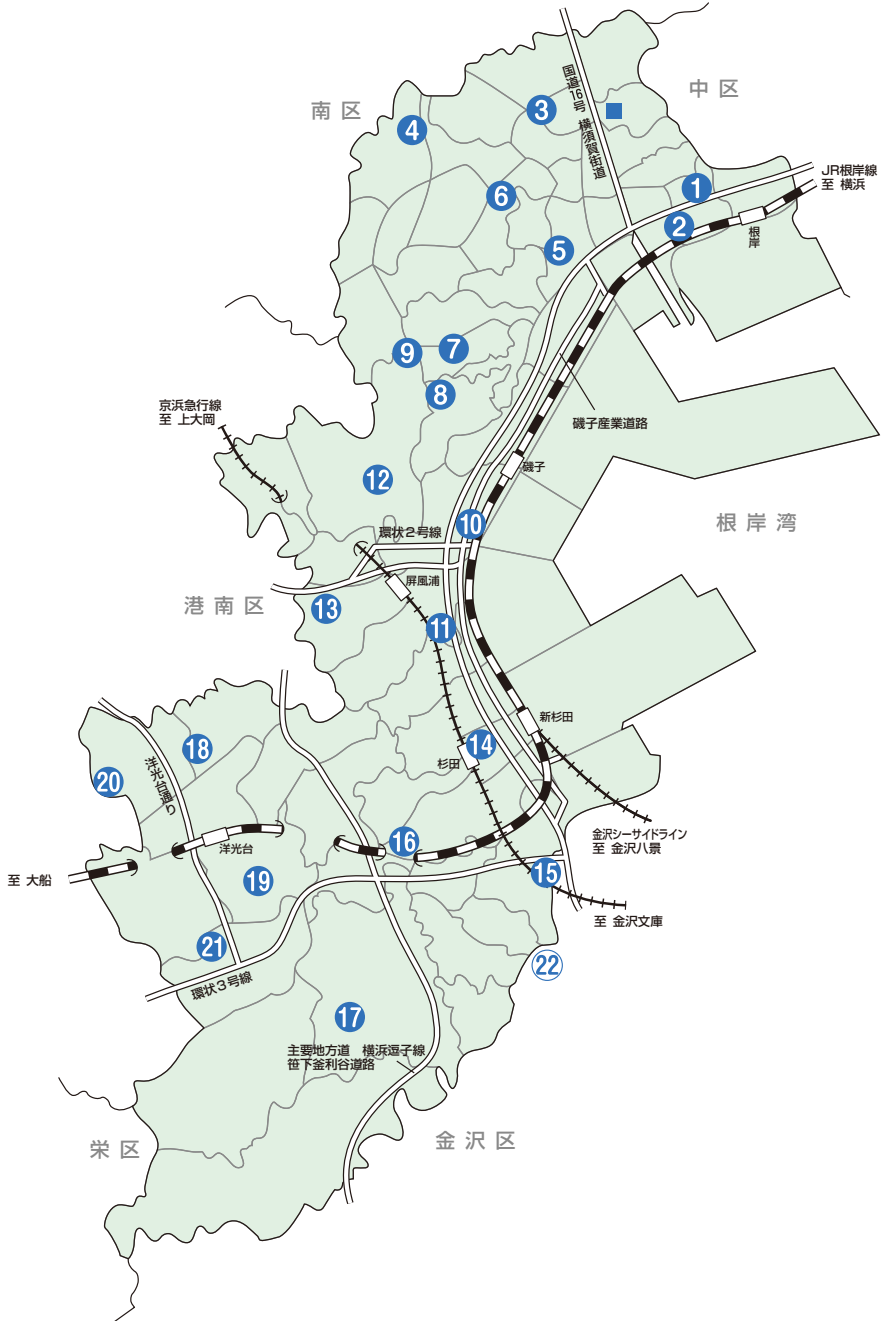 国道16号 横須賀街道
中区
南区
3
4
JR根岸線
至 横浜
1
6
2
根岸
5
9
7
8
京浜急行線
至 上大岡
磯子産業道路
磯子
12
10
根岸湾
環状2号線
屏風浦
港南区
13
11
新杉田
14
杉田
18
洋光台通り
20
金沢シーサイドライン
至 金沢八景
16
洋光台
15
至 大船
19
至 金沢文庫
21
22
環状3号線
17
主要地方道 横浜逗子線
笹下釜利谷道路
金沢区
栄区